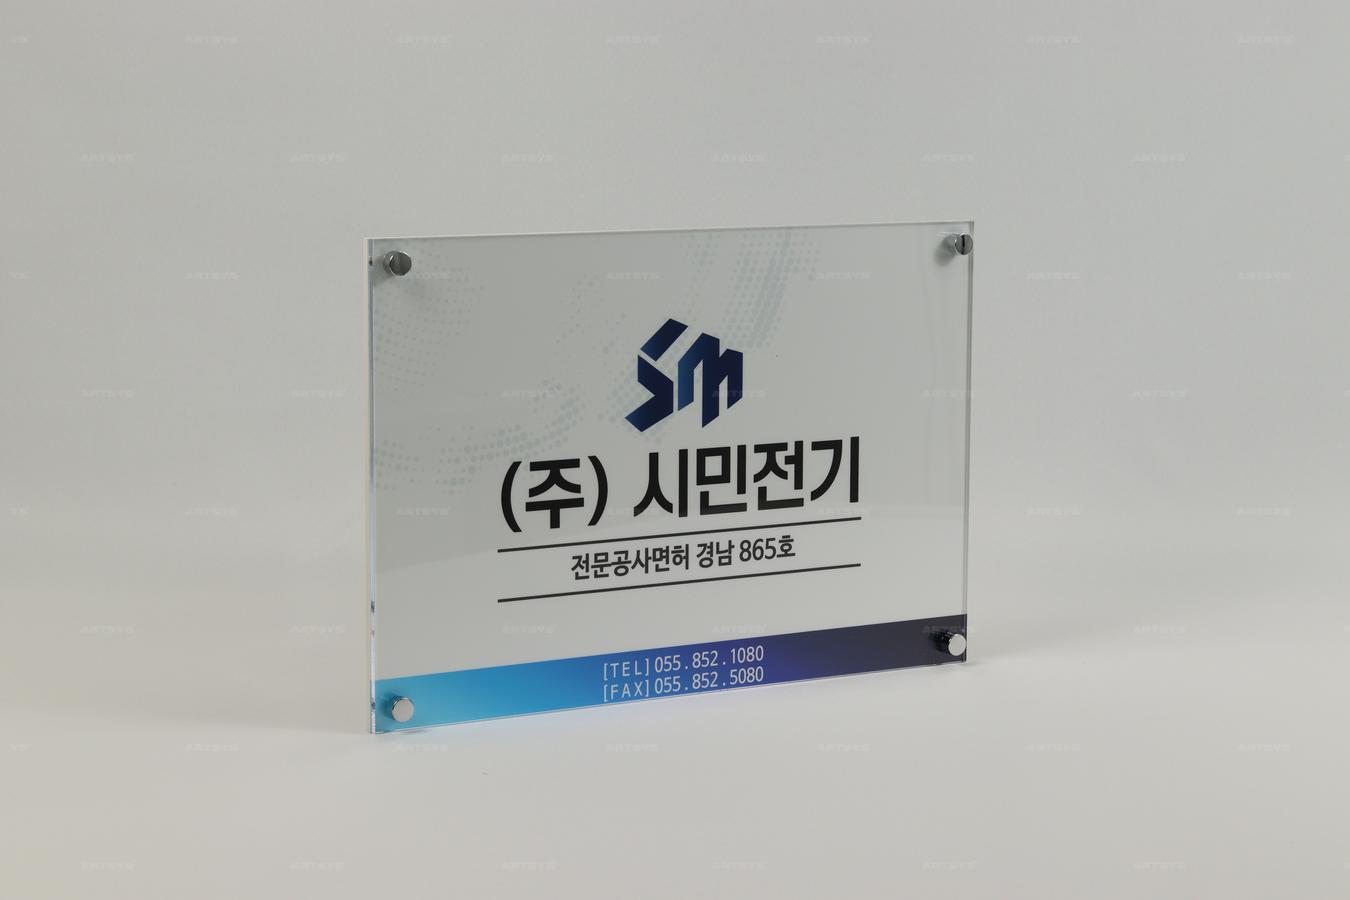 SM
(주) 시민전기
전문공사면허 경남 865호
[TEL] 055.852.1080
[FAX] 055.852.5080
ARTSYS